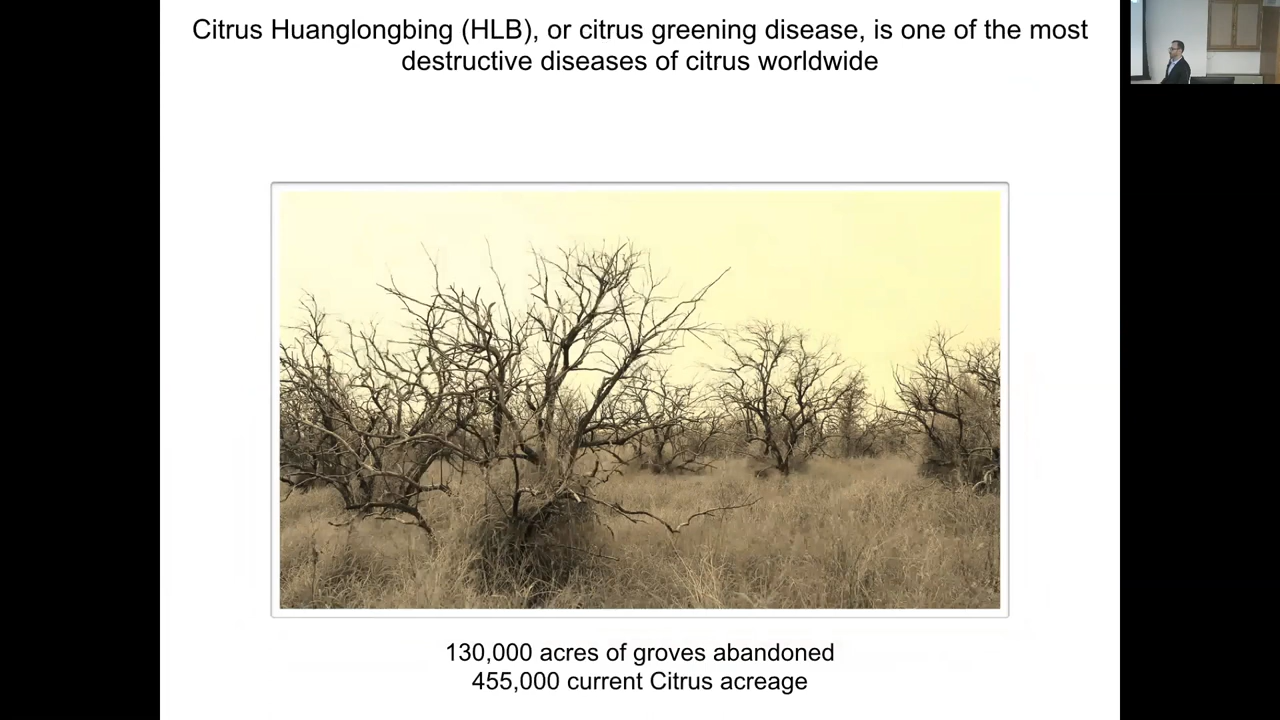 Citrus Huanglongbing (HLB), or citrus greening disease, is one of the most
destructive diseases of citrus worldwide
130,000 acres of groves abandoned
455,000 current Citrus acreage